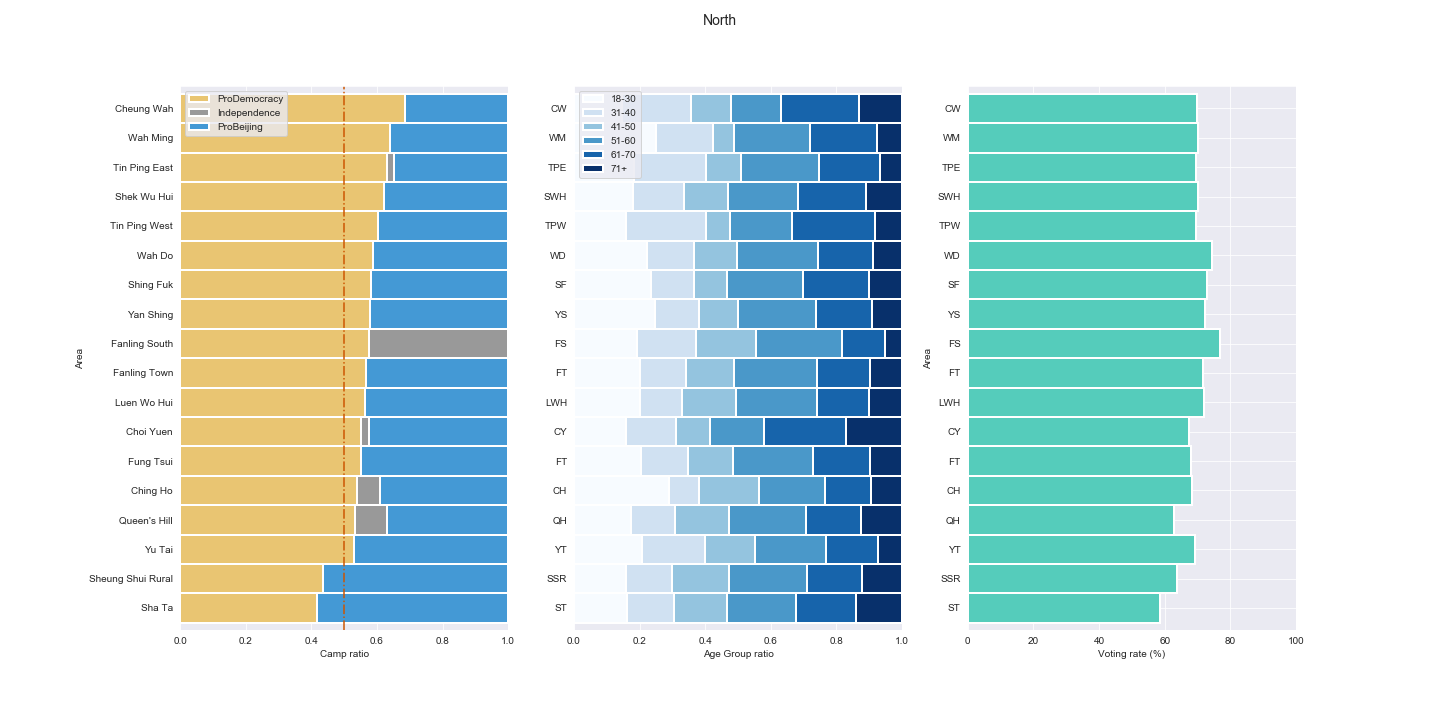 North
ProDemocracy
Independence
ProBeijing
Cheung Wah
Wah Ming
Tin Ping East
Shek Wu Hui
Tin Ping West
Wah Do
Shing Fuk
Yan Shing
Fanling South
Fanling Town
Luen Wo Hui
Choi Yuen
Fung Tsui
Ching Ho
Queen's Hill
Yu Tai
Sheung Shui Rural
Sha Ta
Area
0.0 0.2 0.4 0.6 0.8 1.0
Camp ratio
18-30
31-40
41-50
51-60
61-70
71+
CW
WM
TPE
SWH
TPW
WD
SF
YS
FS
FT
LWH
CY
FT
CH
QH
YT
SSR
ST
0.0 0.2 0.4 0.6 0.8 1.0
Age Group ratio
Area
CW
WM
TPE
SWH
TPW
WD
SF
YS
FS
FT
LWH
CY
FT
CH
QH
YT
SSR
ST
0 20 40 60 80 100
Voting rate (%)